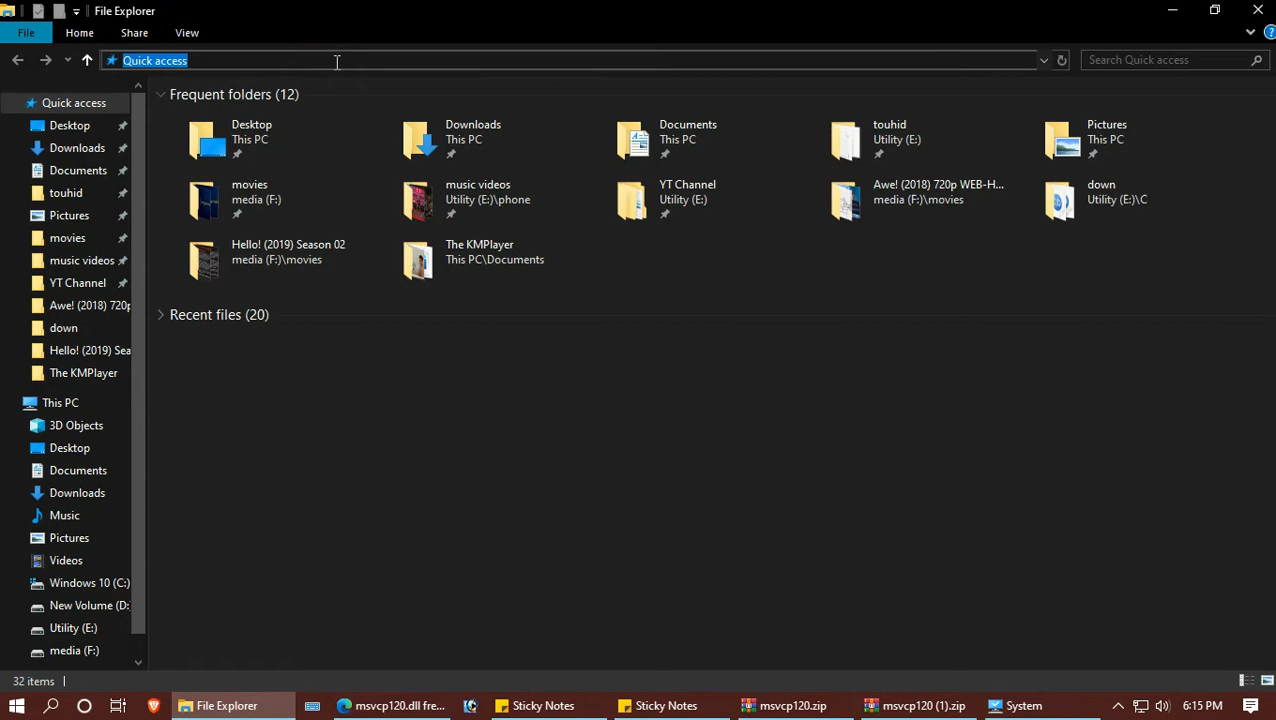 File Explorer
File Home Share View
Quick access
Search Quick access
Quick access
Desktop
Downloads
Documents
touhid
Pictures
movies
music videos
YT Channel
Awe! (2018) 720p
down
Hello! (2019) Sea
The KMPlayer
This PC
3D Objects
Desktop
Documents
Downloads
Music
Pictures
Videos
Windows 10 (C:)
New Volume (D:
Utility (E:)
media (F:)
Frequent folders (12)
Desktop
This PC
Downloads
This PC
Documents
This PC
touhid
Utility (E:)
Pictures
This PC
movies
media (F:)
music videos
Utility (E:)\phone
YT Channel
Utility (E:)
Awe! (2018) 720p WEB-H...
media (F:)\movies
down
Utility (E:)\C
Hello! (2019) Season 02
media (F:)\movies
The KMPlayer
This PC\Documents
Recent files (20)
32 items
File Explorer
msvcp120.dll fre...
Sticky Notes
Sticky Notes
msvcp120.zip
msvcp120 (1).zip
System
6:15 PM